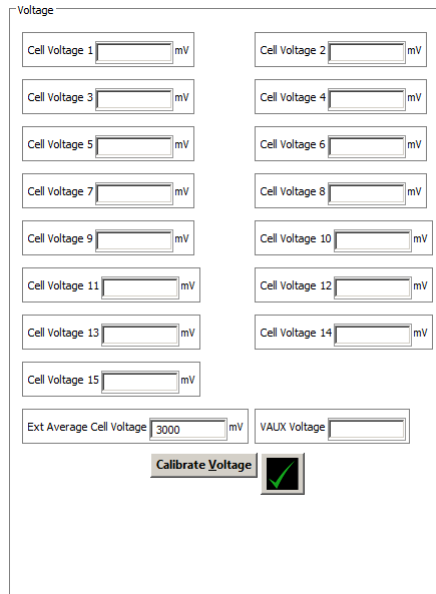 Voltage
Cell Voltage 1 mV Cell Voltage 2 mV
Cell Voltage 3 mV Cell Voltage 4 mV
Cell Voltage 5 mV Cell Voltage 6 mV
Cell Voltage 7 mV Cell Voltage 8 mV
Cell Voltage 9 mV Cell Voltage 10 mV
Cell Voltage 11 mV Cell Voltage 12 mV
Cell Voltage 13 mV Cell Voltage 14 mV
Cell Voltage 15 mV
Ext Average Cell Voltage 3000 mV VAUX Voltage
Calibrate Voltage